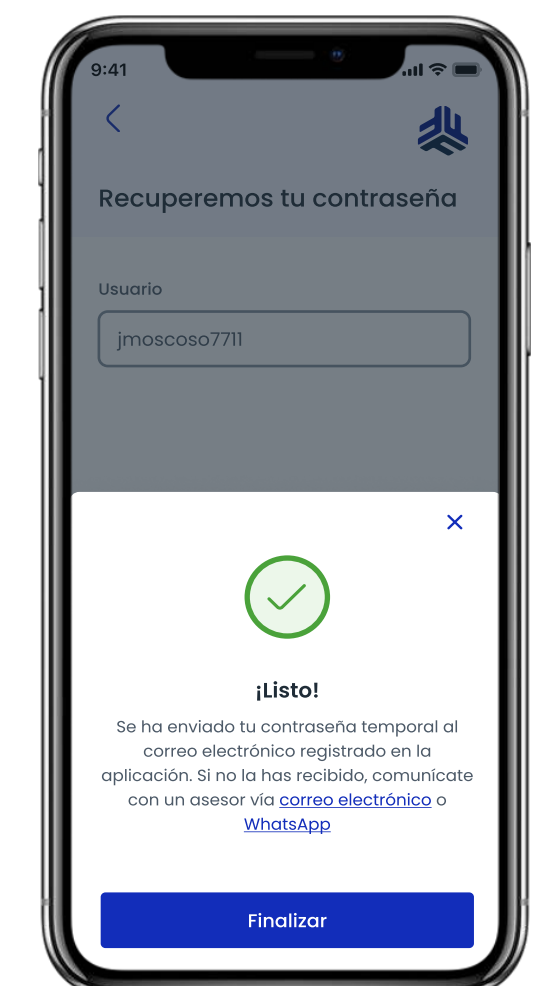 9:41
Recuperemos tu contraseña
Usuario
jmoscoso7711
¡Listo!
Se ha enviado tu contraseña temporal al
correo electrónico registrado en la
aplicación. Si no la has recibido, comunícate
con un asesor vía correo electrónico o
WhatsApp
Finalizar